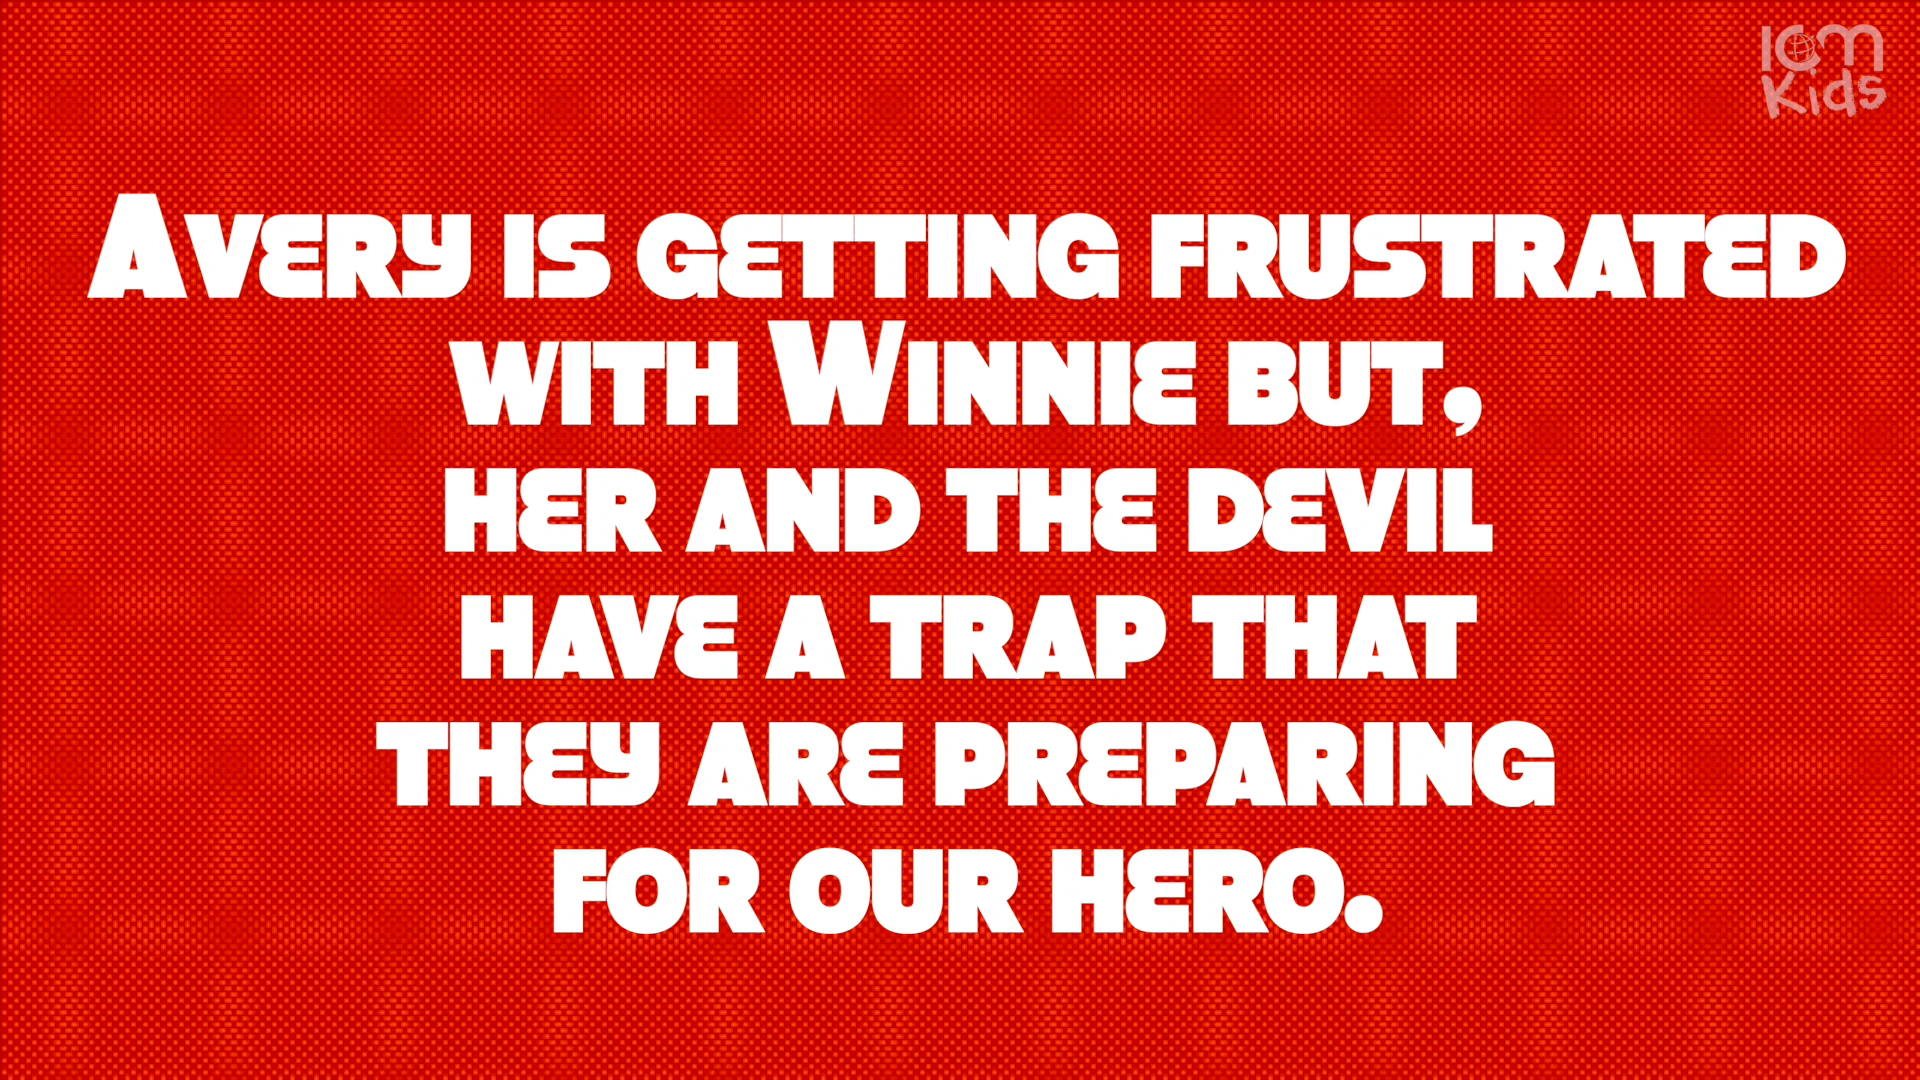 ICM
Kids
Avery is getting frustrated
with Winnie but,
her and the devil
have a trap that
they are preparing
for our hero.